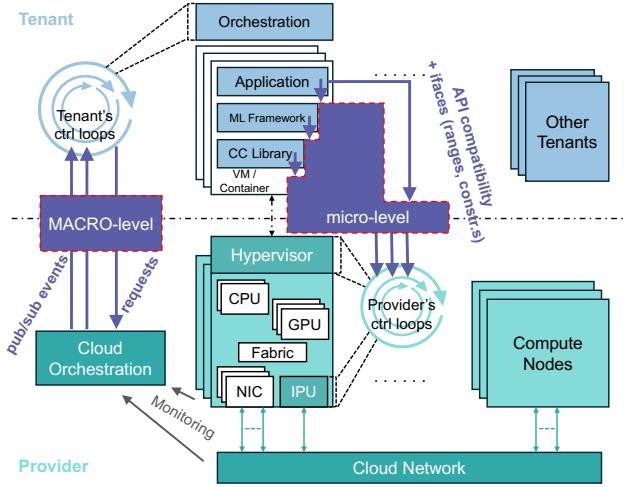 Tenant
Orchestration
Application
ML Framework
CC Library
VM /
Container
Tenant's
ctrl loops
API compatibility
+ ifaces (ranges, constr.s)
Other
Tenants
MACRO-level
micro-level
pub/sub events
requests
Hypervisor
CPU
GPU
Fabric
NIC
IPU
Provider's
ctrl loops
Compute
Nodes
Cloud
Orchestration
Monitoring
Cloud Network
Provider